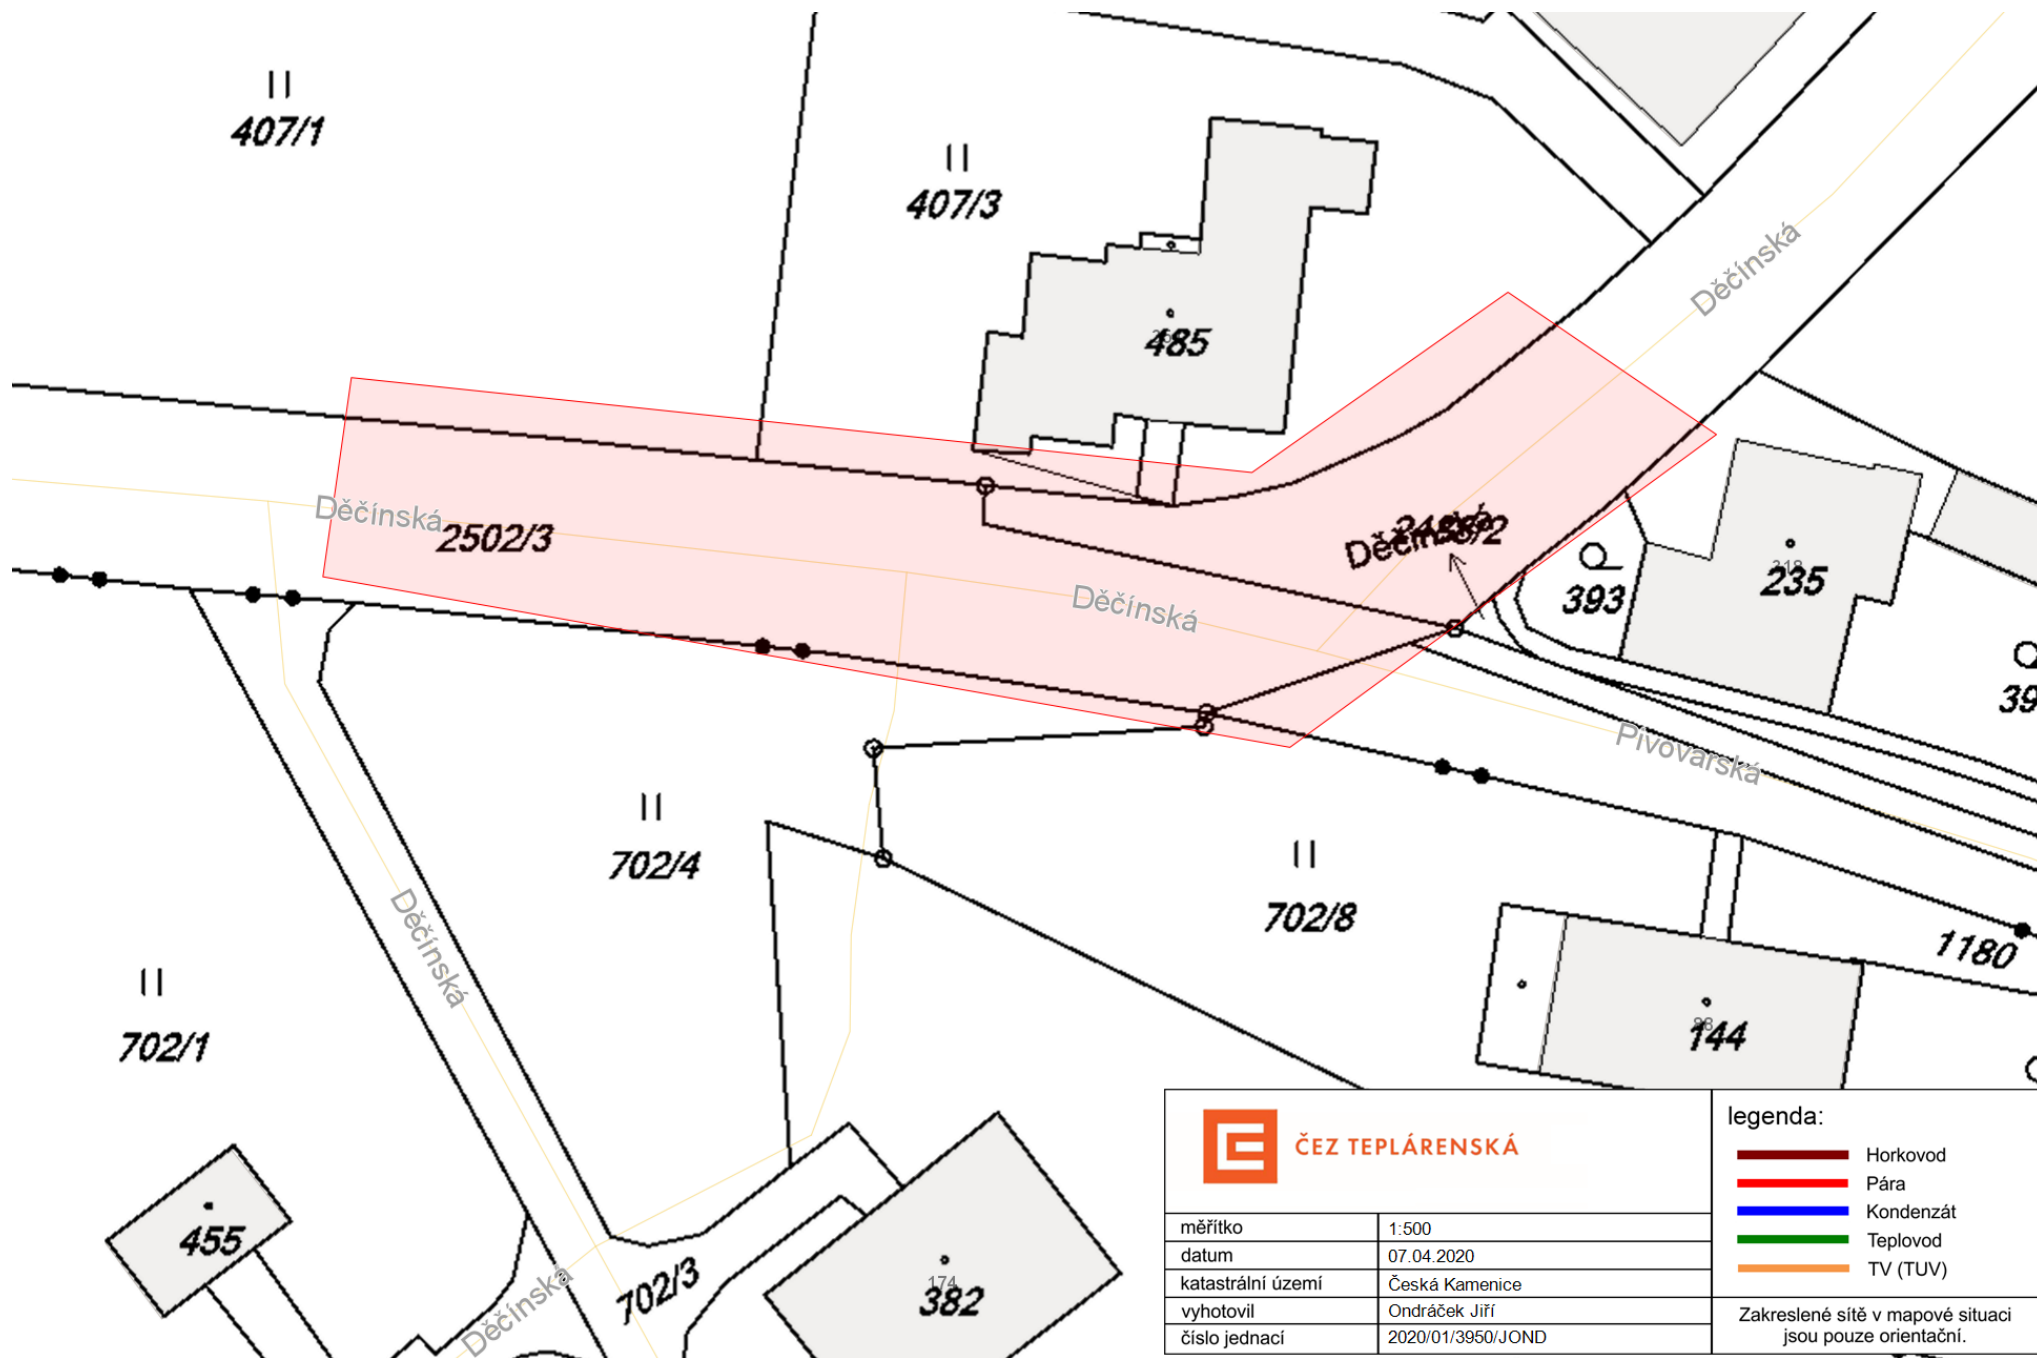 407/1
407/3
Děčínská
485
Děčínská
2502/3
Děčínská
393
235
39
Děčínská
Pivovarská
702/4
702/8
1180
Děčínská
702/1
144
455
702/3
174
382
Děčínská
ČEZ TEPLÁRENSKÁ
měřítko 1:500
datum 07.04.2020
katastrální území Česká Kamenice
vyhotovil Ondráček Jiří
číslo jednací 2020/01/3950/JOND
legenda:
Horkovod
Pára
Kondenzát
Teplovod
TV (TUV)
Zakreslené sítě v mapové situaci
jsou pouze orientační.